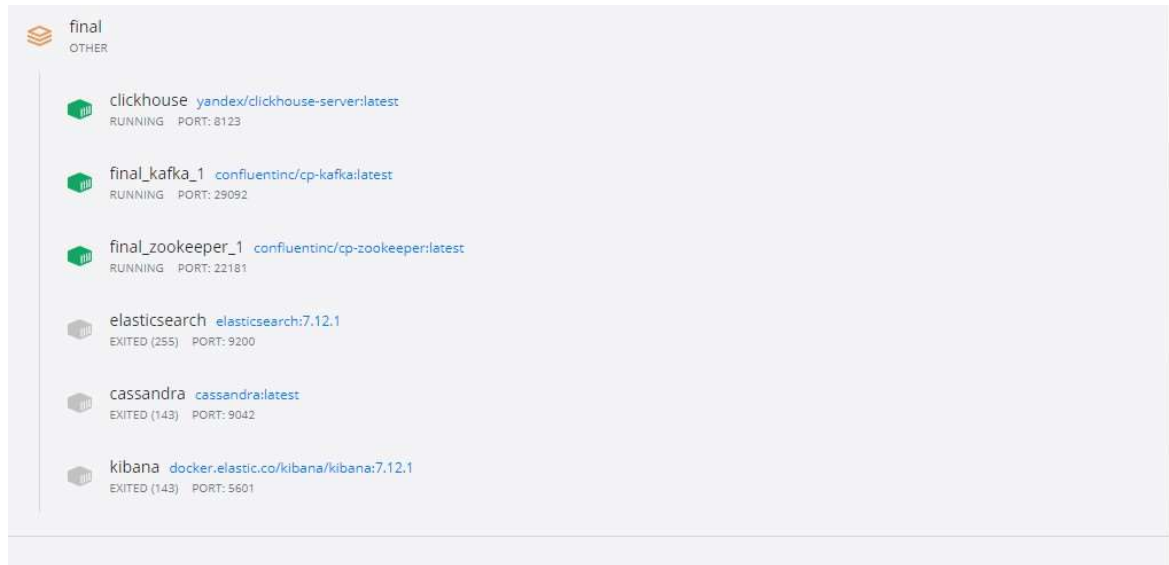 final
OTHER
clickhouse yandex/clickhouse-server:latest
RUNNING PORT: 8123
final_kafka_1 confluentinc/cp-kafka:latest
RUNNING PORT: 29092
final_zookeeper_1 confluentinc/cp-zookeeper:latest
RUNNING PORT: 22181
elasticsearch elasticsearch:7.12.1
EXITED (255) PORT: 9200
cassandra cassandra:latest
EXITED (143) PORT: 9042
kibana docker.elastic.co/kibana/kibana:7.12.1
EXITED (143) PORT: 5601